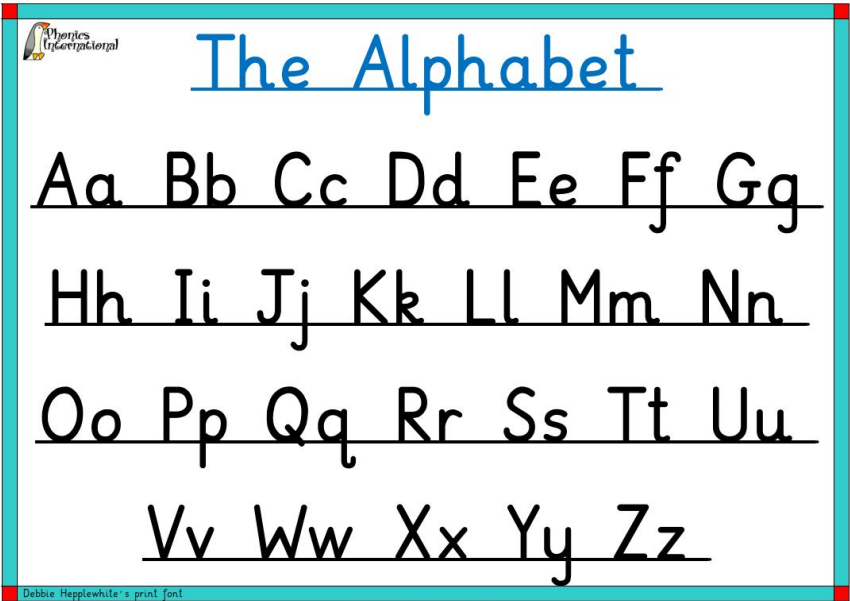 Phonics
International
The Alphabet
Aa Bb Cc Dd Ee Ff Gg
Hh Ii Jj Kk Ll Mm Nn
Oo Pp Qq Rr Ss Tt Uu
Vv Ww Xx Yy Zz
Debbie Hepplewhite's print font